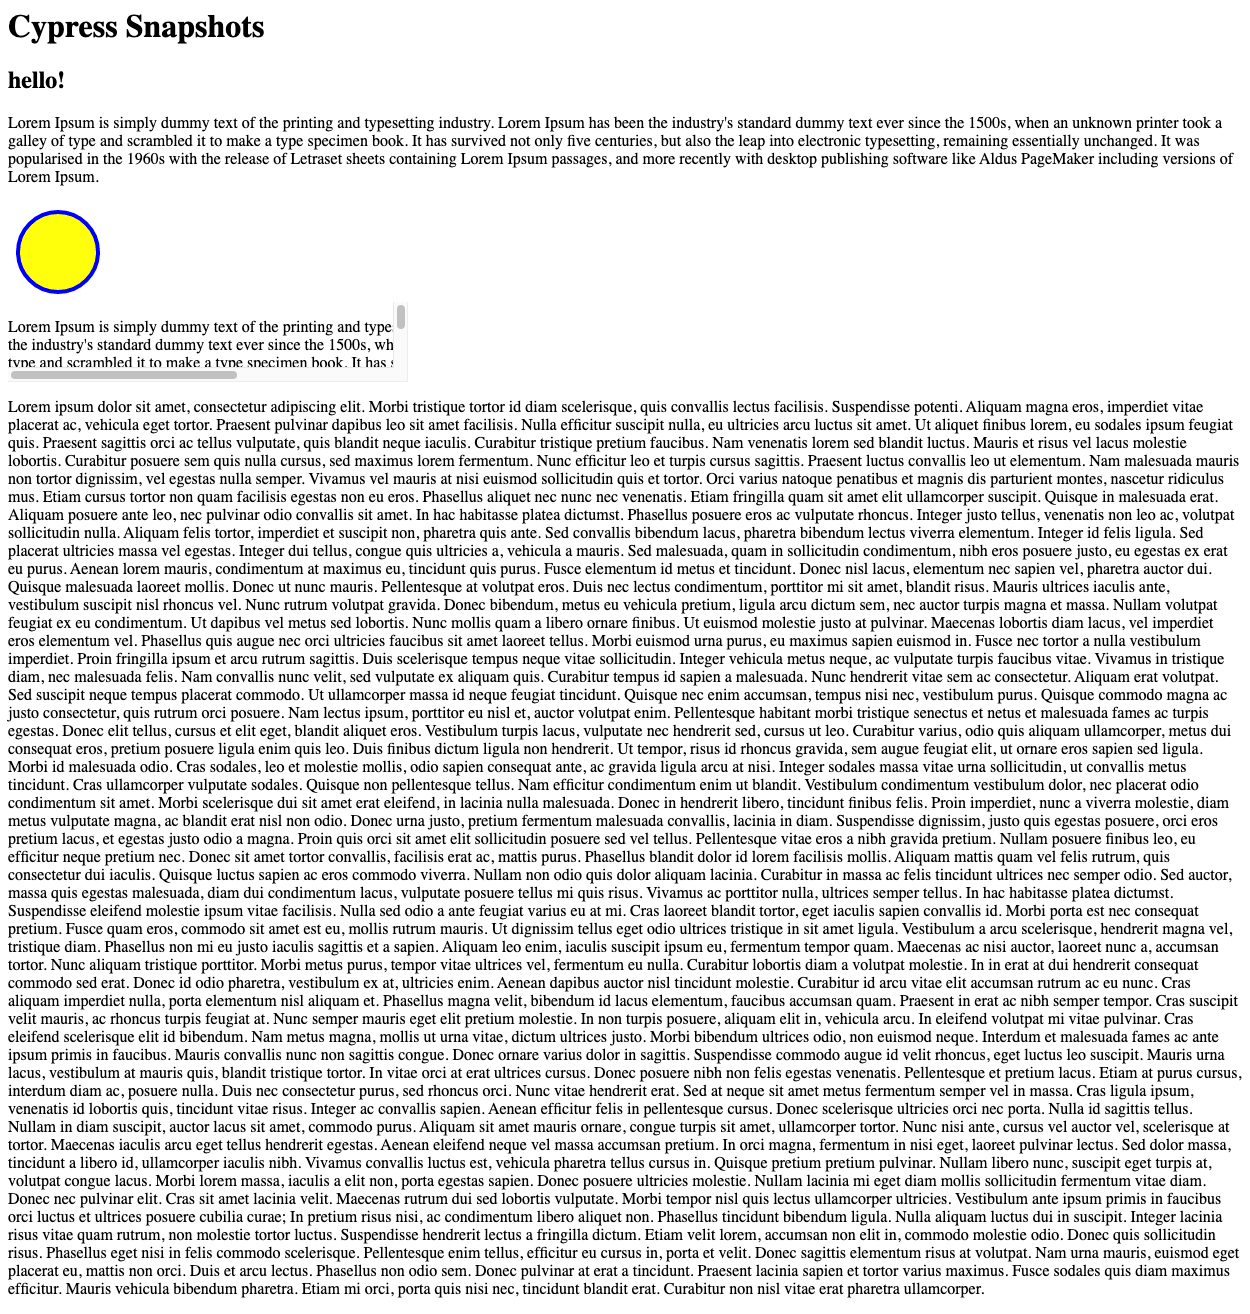 Cypress Snapshots
hello!
Lorem Ipsum is simply dummy text of the printing and typesetting industry. Lorem Ipsum has been the industry's standard dummy text ever since the 1500s, when an unknown printer took a
galley of type and scrambled it to make a type specimen book. It has survived not only five centuries, but also the leap into electronic typesetting, remaining essentially unchanged. It was
popularised in the 1960s with the release of Letraset sheets containing Lorem Ipsum passages, and more recently with desktop publishing software like Aldus PageMaker including versions of
Lorem Ipsum.
Lorem Ipsum is simply dummy text of the printing and type
the industry's standard dummy text ever since the 1500s, wh
type and scrambled it to make a type specimen book. It has
Lorem ipsum dolor sit amet, consectetur adipiscing elit. Morbi tristique tortor id diam scelerisque, quis convallis lectus facilisis. Suspendisse potenti. Aliquam magna eros, imperdiet vitae
placerat ac, vehicula eget tortor. Praesent pulvinar dapibus leo sit amet facilisis. Nulla efficitur suscipit nulla, eu ultricies arcu luctus sit amet. Ut aliquet finibus lorem, eu sodales ipsum feugiat
quis. Praesent sagittis orci ac tellus vulputate, quis blandit neque iaculis. Curabitur tristique pretium faucibus. Nam venenatis lorem sed blandit luctus. Mauris et risus vel lacus molestie
lobortis. Curabitur posuere sem quis nulla cursus, sed maximus lorem fermentum. Nunc efficitur leo et turpis cursus sagittis. Praesent luctus convallis leo ut elementum. Nam malesuada mauris
non tortor dignissim, vel egestas nulla semper. Vivamus vel mauris at nisi euismod sollicitudin quis et tortor. Orci varius natoque penatibus et magnis dis parturient montes, nascetur ridiculus
mus. Etiam cursus tortor non quam facilisis egestas non eu eros. Phasellus aliquet nec nunc nec venenatis. Etiam fringilla quam sit amet elit ullamcorper suscipit. Quisque in malesuada erat.
Aliquam posuere ante leo, nec pulvinar odio convallis sit amet. In hac habitasse platea dictumst. Phasellus posuere eros ac vulputate rhoncus. Integer justo tellus, venenatis non leo ac, volutpat
sollicitudin nulla. Aliquam felis tortor, imperdiet et suscipit non, pharetra quis ante. Sed convallis bibendum lacus, pharetra bibendum lectus viverra elementum. Integer id felis ligula. Sed
placerat ultricies massa vel egestas. Integer dui tellus, congue quis ultricies a, vehicula a mauris. Sed malesuada, quam in sollicitudin condimentum, nibh eros posuere justo, eu egestas ex erat
eu purus. Aenean lorem mauris, condimentum at maximus eu, tincidunt quis purus. Fusce elementum id metus et tincidunt. Donec nisl lacus, elementum nec sapien vel, pharetra auctor dui.
Quisque malesuada laoreet mollis. Donec ut nunc mauris. Pellentesque at volutpat eros. Duis nec lectus condimentum, porttitor mi sit amet, blandit risus. Mauris ultrices iaculis ante,
vestibulum suscipit nisl rhoncus vel. Nunc rutrum volutpat gravida. Donec bibendum, metus eu vehicula pretium, ligula arcu dictum sem, nec auctor turpis magna et massa. Nullam volutpat
feugiat ex eu condimentum. Ut dapibus vel metus sed lobortis. Nunc mollis quam a libero ornare finibus. Ut euismod molestie justo at pulvinar. Maecenas lobortis diam lacus, vel imperdiet
eros elementum vel. Phasellus quis augue nec orci ultricies faucibus sit amet laoreet tellus. Morbi euismod urna purus, eu maximus sapien euismod in. Fusce nec tortor a nulla vestibulum
imperdiet. Proin fringilla ipsum et arcu rutrum sagittis. Duis scelerisque tempus neque vitae sollicitudin. Integer vehicula metus neque, ac vulputate turpis faucibus vitae. Vivamus in tristique
diam, nec malesuada felis. Nam convallis nunc velit, sed vulputate ex aliquam quis. Curabitur tempus id sapien a malesuada. Nunc hendrerit vitae sem ac consectetur. Aliquam erat volutpat.
Sed suscipit neque tempus placerat commodo. Ut ullamcorper massa id neque feugiat tincidunt. Quisque nec enim accumsan, tempus nisi nec, vestibulum purus. Quisque commodo magna ac
justo consectetur, quis rutrum orci posuere. Nam lectus ipsum, porttitor eu nisl et, auctor volutpat enim. Pellentesque habitant morbi tristique senectus et netus et malesuada fames ac turpis
egestas. Donec elit tellus, cursus et elit eget, blandit aliquet eros. Vestibulum turpis lacus, vulputate nec hendrerit sed, cursus ut leo. Curabitur varius, odio quis aliquam ullamcorper, metus dui
consequat eros, pretium posuere ligula enim quis leo. Duis finibus dictum ligula non hendrerit. Ut tempor, risus id rhoncus gravida, sem augue feugiat elit, ut ornare eros sapien sed ligula.
Morbi id malesuada odio. Cras sodales, leo et molestie mollis, odio sapien consequat ante, ac gravida ligula arcu at nisi. Integer sodales massa vitae urna sollicitudin, ut convallis metus
tincidunt. Cras ullamcorper vulputate sodales. Quisque non pellentesque tellus. Nam efficitur condimentum enim ut blandit. Vestibulum condimentum vestibulum dolor, nec placerat odio
condimentum sit amet. Morbi scelerisque dui sit amet erat eleifend, in lacinia nulla malesuada. Donec in hendrerit libero, tincidunt finibus felis. Proin imperdiet, nunc a viverra molestie, diam
metus vulputate magna, ac blandit erat nisl non odio. Donec urna justo, pretium fermentum malesuada convallis, lacinia in diam. Suspendisse dignissim, justo quis egestas posuere, orci eros
pretium lacus, et egestas justo odio a magna. Proin quis orci sit amet elit sollicitudin posuere sed vel tellus. Pellentesque vitae eros a nibh gravida pretium. Nullam posuere finibus leo, eu
efficitur neque pretium nec. Donec sit amet tortor convallis, facilisis erat ac, mattis purus. Phasellus blandit dolor id lorem facilisis mollis. Aliquam mattis quam vel felis rutrum, quis
consectetur dui iaculis. Quisque luctus sapien ac eros commodo viverra. Nullam non odio quis dolor aliquam lacinia. Curabitur in massa ac felis tincidunt ultrices nec semper odio. Sed auctor,
massa quis egestas malesuada, diam dui condimentum lacus, vulputate posuere tellus mi quis risus. Vivamus ac porttitor nulla, ultrices semper tellus. In hac habitasse platea dictumst.
Suspendisse eleifend molestie ipsum vitae facilisis. Nulla sed odio a ante feugiat varius eu at mi. Cras laoreet blandit tortor, eget iaculis sapien convallis id. Morbi porta est nec consequat
pretium. Fusce quam eros, commodo sit amet est eu, mollis rutrum mauris. Ut dignissim tellus eget odio ultrices tristique in sit amet ligula. Vestibulum a arcu scelerisque, hendrerit magna vel,
tristique diam. Phasellus non mi eu justo iaculis sagittis et a sapien. Aliquam leo enim, iaculis suscipit ipsum eu, fermentum tempor quam. Maecenas ac nisi auctor, laoreet nunc a, accumsan
tortor. Nunc aliquam tristique porttitor. Morbi metus purus, tempor vitae ultrices vel, fermentum eu nulla. Curabitur lobortis diam a volutpat molestie. In in erat at dui hendrerit consequat
commodo sed erat. Donec id odio pharetra, vestibulum ex at, ultricies enim. Aenean dapibus auctor nisl tincidunt molestie. Curabitur id arcu vitae elit accumsan rutrum ac eu nunc. Cras
aliquam imperdiet nulla, porta elementum nisl aliquam et. Phasellus magna velit, bibendum id lacus elementum, faucibus accumsan quam. Praesent in erat ac nibh semper tempor. Cras suscipit
velit mauris, ac rhoncus turpis feugiat at. Nunc semper mauris eget elit pretium molestie. In non turpis posuere, aliquam elit in, vehicula arcu. In eleifend volutpat mi vitae pulvinar. Cras
eleifend scelerisque elit id bibendum. Nam metus magna, mollis ut urna vitae, dictum ultrices justo. Morbi bibendum ultrices odio, non euismod neque. Interdum et malesuada fames ac ante
ipsum primis in faucibus. Mauris convallis nunc non sagittis congue. Donec ornare varius dolor in sagittis. Suspendisse commodo augue id velit rhoncus, eget luctus leo suscipit. Mauris urna
lacus, vestibulum at mauris quis, blandit tristique tortor. In vitae orci at erat ultrices cursus. Donec posuere nibh non felis egestas venenatis. Pellentesque et pretium lacus. Etiam at purus cursus,
interdum diam ac, posuere nulla. Duis nec consectetur purus, sed rhoncus orci. Nunc vitae hendrerit erat. Sed at neque sit amet metus fermentum semper vel in massa. Cras ligula ipsum,
venenatis id lobortis quis, tincidunt vitae risus. Integer ac convallis sapien. Aenean efficitur felis in pellentesque cursus. Donec scelerisque ultricies orci nec porta. Nulla id sagittis tellus.
Nullam in diam suscipit, auctor lacus sit amet, commodo purus. Aliquam sit amet mauris ornare, congue turpis sit amet, ullamcorper tortor. Nunc nisi ante, cursus vel auctor vel, scelerisque at
tortor. Maecenas iaculis arcu eget tellus hendrerit egestas. Aenean eleifend neque vel massa accumsan pretium. In orci magna, fermentum in nisi eget, laoreet pulvinar lectus. Sed dolor massa,
tincidunt a libero id, ullamcorper iaculis nibh. Vivamus convallis luctus est, vehicula pharetra tellus cursus in. Quisque pretium pretium pulvinar. Nullam libero nunc, suscipit eget turpis at,
volutpat congue lacus. Morbi lorem massa, iaculis a elit non, porta egestas sapien. Donec posuere ultricies molestie. Nullam lacinia mi eget diam mollis sollicitudin fermentum vitae diam.
Donec nec pulvinar elit. Cras sit amet lacinia velit. Maecenas rutrum dui sed lobortis vulputate. Morbi tempor nisl quis lectus ullamcorper ultricies. Vestibulum ante ipsum primis in faucibus
orci luctus et ultrices posuere cubilia curae; In pretium risus nisi, ac condimentum libero aliquet non. Phasellus tincidunt bibendum ligula. Nulla aliquam luctus dui in suscipit. Integer lacinia
risus vitae quam rutrum, non molestie tortor luctus. Suspendisse hendrerit lectus a fringilla dictum. Etiam velit lorem, accumsan non elit in, commodo molestie odio. Donec quis sollicitudin
risus. Phasellus eget nisi in felis commodo scelerisque. Pellentesque enim tellus, efficitur eu cursus in, porta et velit. Donec sagittis elementum risus at volutpat. Nam urna mauris, euismod eget
placerat eu, mattis non orci. Duis et arcu lectus. Phasellus non odio sem. Donec pulvinar at erat a tincidunt. Praesent lacinia sapien et tortor varius maximus. Fusce sodales quis diam maximus
efficitur. Mauris vehicula bibendum pharetra. Etiam mi orci, porta quis nisi nec, tincidunt blandit erat. Curabitur non nisl vitae erat pharetra ullamcorper.